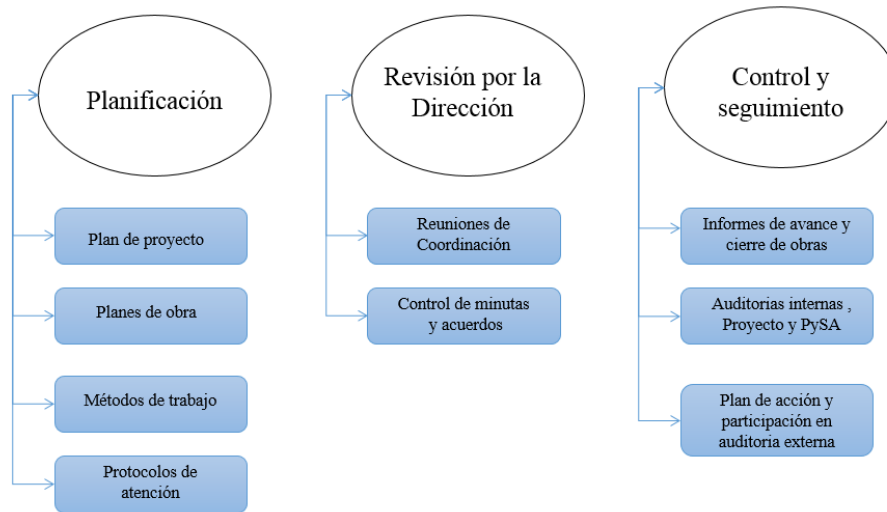 Planificación
Plan de proyecto
Planes de obra
Métodos de trabajo
Protocolos de
atención
Revisión por la
Dirección
Reuniones de
Coordinación
Control de minutas
y acuerdos
Control y
seguimiento
Informes de avance y
cierre de obras
Auditorias internas ,
Proyecto y PySA
Plan de acción y
participación en
auditoria externa